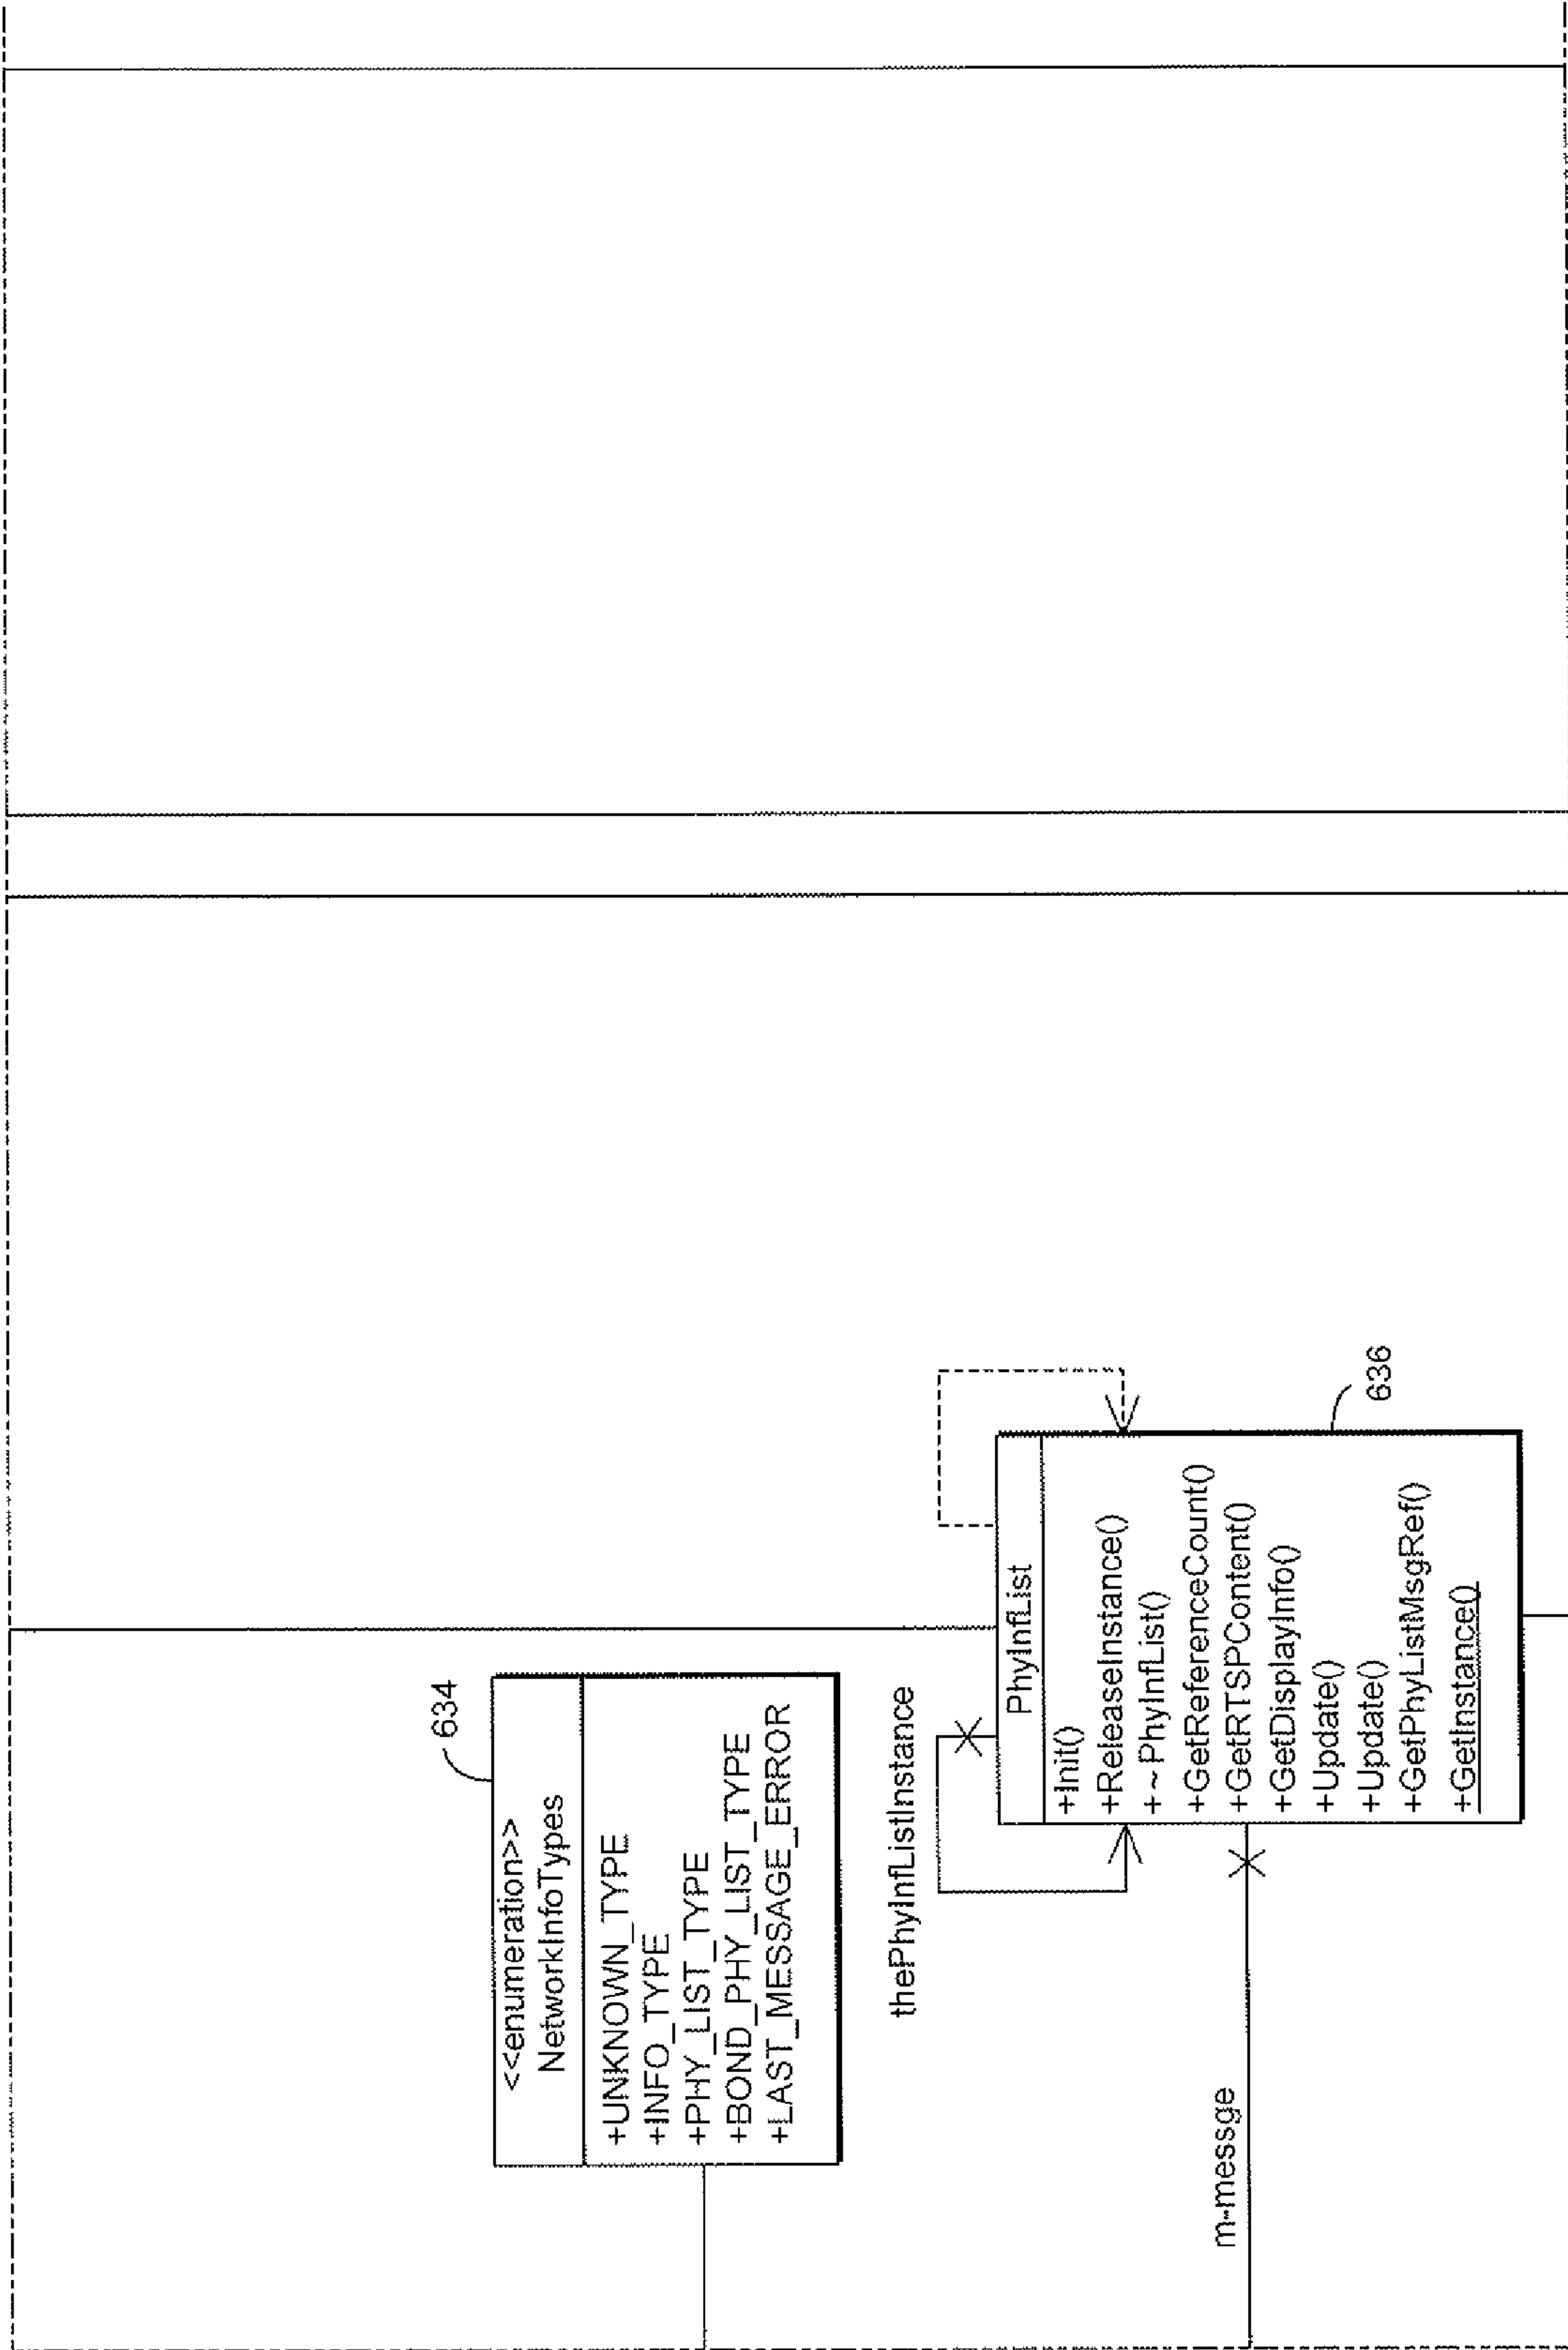 634
<<enumeration>>
NetworkInfoTypes
+UNKNOWN_TYPE
+INFO_TYPE
+PHY_LIST_TYPE
+BOND_PHY_LIST_TYPE
+LAST_MESSAGE_ERROR
thePhyInfListInstance
PhyInfList
+Init()
+ReleaseInstance()
+~PhyInfList()
+GetReferenceCount()
+GetRTSPContent()
+GetDisplayInfo()
+Update()
+Update()
+GetPhyListMsgRef()
+GetInstance()
636
m-messge